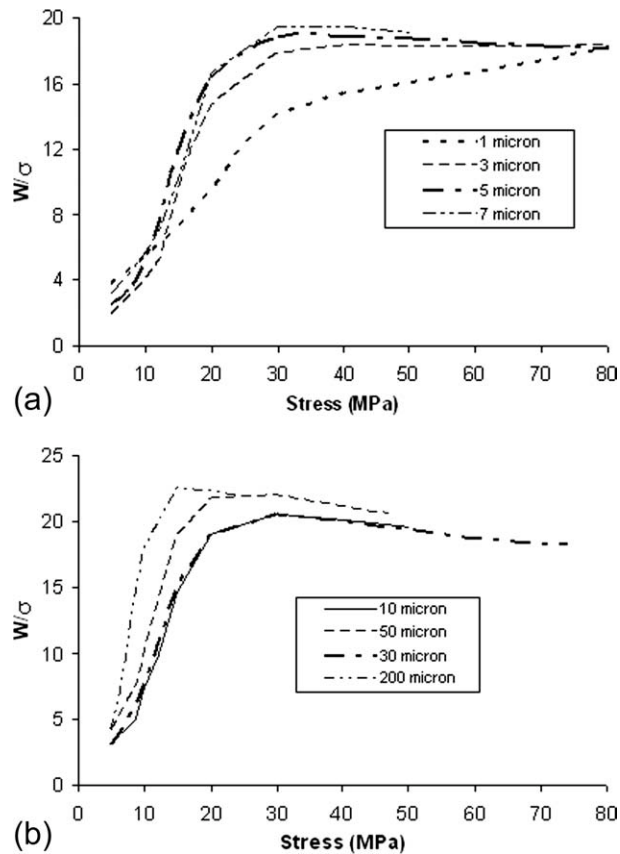 20
16
12
8
4
0
W/σ
0 10 20 30 40 50 60 70 80
Stress (MPa)
1 micron
3 micron
5 micron
7 micron
(a)
25
20
15
10
5
0
W/σ
0 10 20 30 40 50 60 70 80
Stress (MPa)
10 micron
50 micron
30 micron
200 micron
(b)